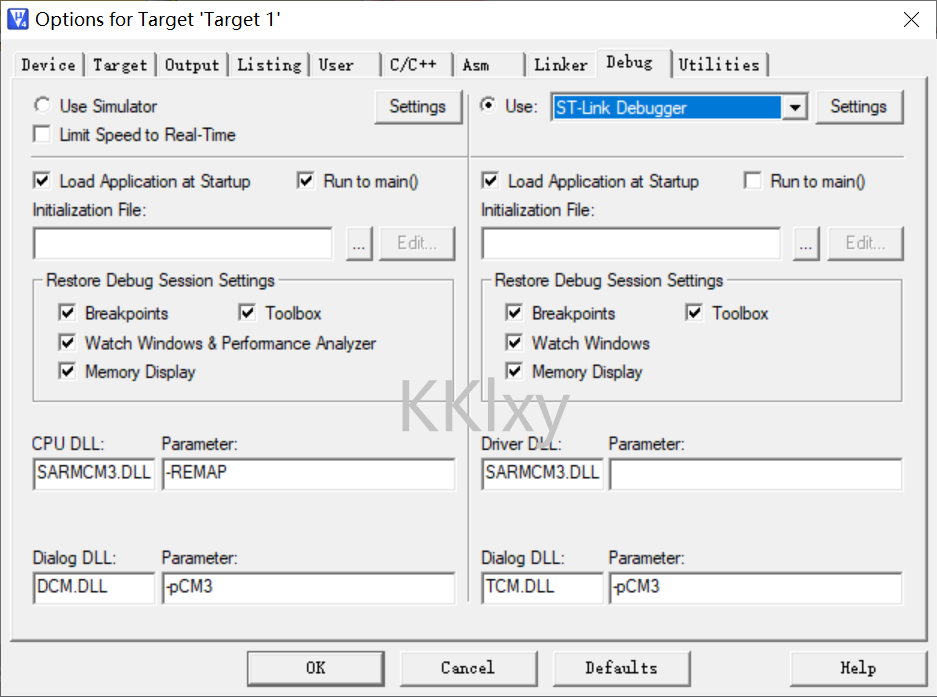 Options for Target 'Target 1'
Device Target Output Listing User C/C++ Asm Linker Debug Utilities
Use Simulator Settings Use: ST-Link Debugger Settings
Limit Speed to Real-Time
Load Application at Startup Run to main() Load Application at Startup Run to main()
Initialization File: Initialization File:
... Edit... ... Edit...
Restore Debug Session Settings Restore Debug Session Settings
Breakpoints Toolbox Breakpoints Toolbox
Watch Windows & Performance Analyzer Watch Windows
Memory Display Memory Display
KKlxy
CPU DLL: Parameter: Driver DLL: Parameter:
SARMCM3.DLL -REMAP SARMCM3.DLL
Dialog DLL: Parameter: Dialog DLL: Parameter:
DCM.DLL -pCM3 TCM.DLL -pCM3
OK Cancel Defaults Help